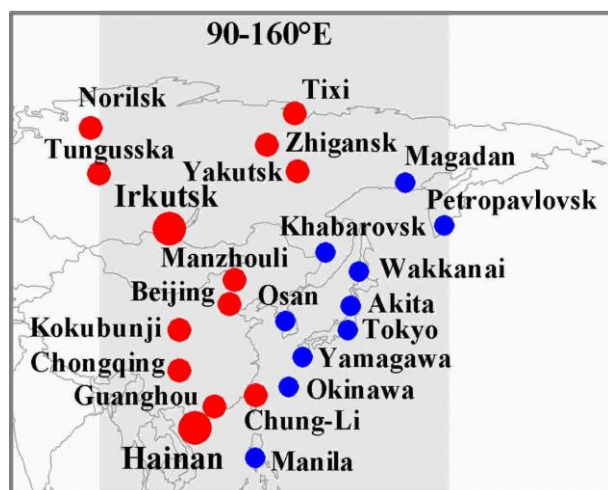 90-160°E
Tixi
Norilsk
Zhigansk
Tungusska
Magadan
Yakutsk
Petropavlovsk
Irkutsk
Khabarovsk
Manzhouli
Wakkanai
Beijing
Osan
Akita
Kokubunji
Tokyo
Chongqing
Yamagawa
Guanghou
Okinawa
Chung-Li
Hainan
Manila